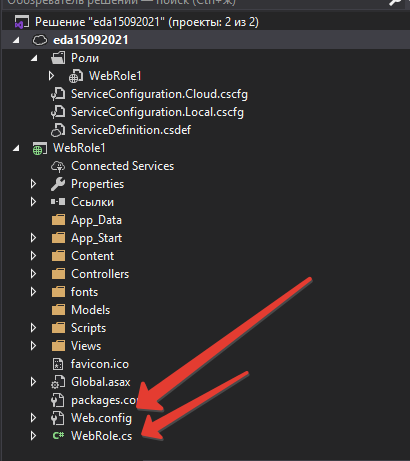 Обозреватель решений — поиск (Ctrl+ж)
Решение "eda15092021" (проекты: 2 из 2)
eda15092021
Роли
WebRole1
ServiceConfiguration.Cloud.cscfg
ServiceConfiguration.Local.cscfg
ServiceDefinition.csdef
WebRole1
Connected Services
Properties
Ссылки
App_Data
App_Start
Content
Controllers
fonts
Models
Scripts
Views
favicon.ico
Global.asax
packages.co
Web.config
C# WebRole.cs